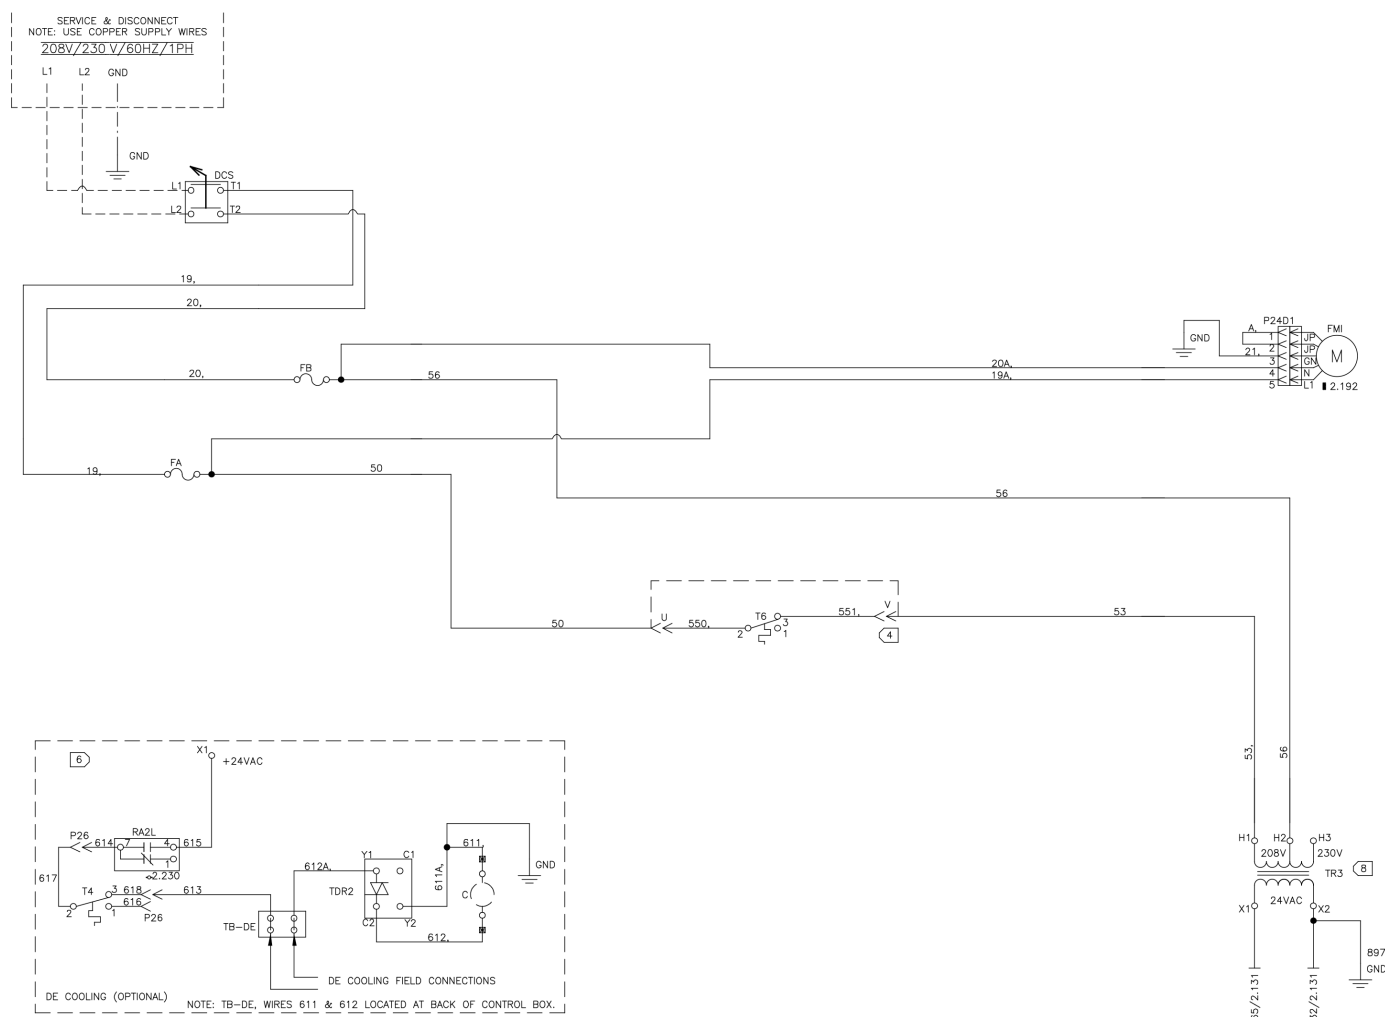 SERVICE & DISCONNECT
NOTE: USE COPPER SUPPLY WIRES
208V/230 V/60HZ/1PH
L1 L2 GND
GND
DCS
L1 T1
L2 T2
19,
20,
P24D1
FMI
A,
1 JP
GND
M
21, 2 JP
3 GN
20A,
4 N
19A,
5 L1
2.192
FB
20,
56
FA
19,
50
56
U
T6
551,
V
53
50
550,
2
3
1
4
53,
56
6
X1
+24VAC
P26
614
RA2L
7 4
1
615
2.230
617
T4
3
618
613
2
1
616
P26
TB-DE
612A,
Y1 C1
TDR2
C2 Y2
611A,
611,
C
GND
612,
DE COOLING FIELD CONNECTIONS
DE COOLING (OPTIONAL)
NOTE: TB-DE, WIRES 611 & 612 LOCATED AT BACK OF CONTROL BOX.
H1 H2 H3
208V 230V
TR3
8
24VAC
X1 X2
897
GND
65/2.131
32/2.131